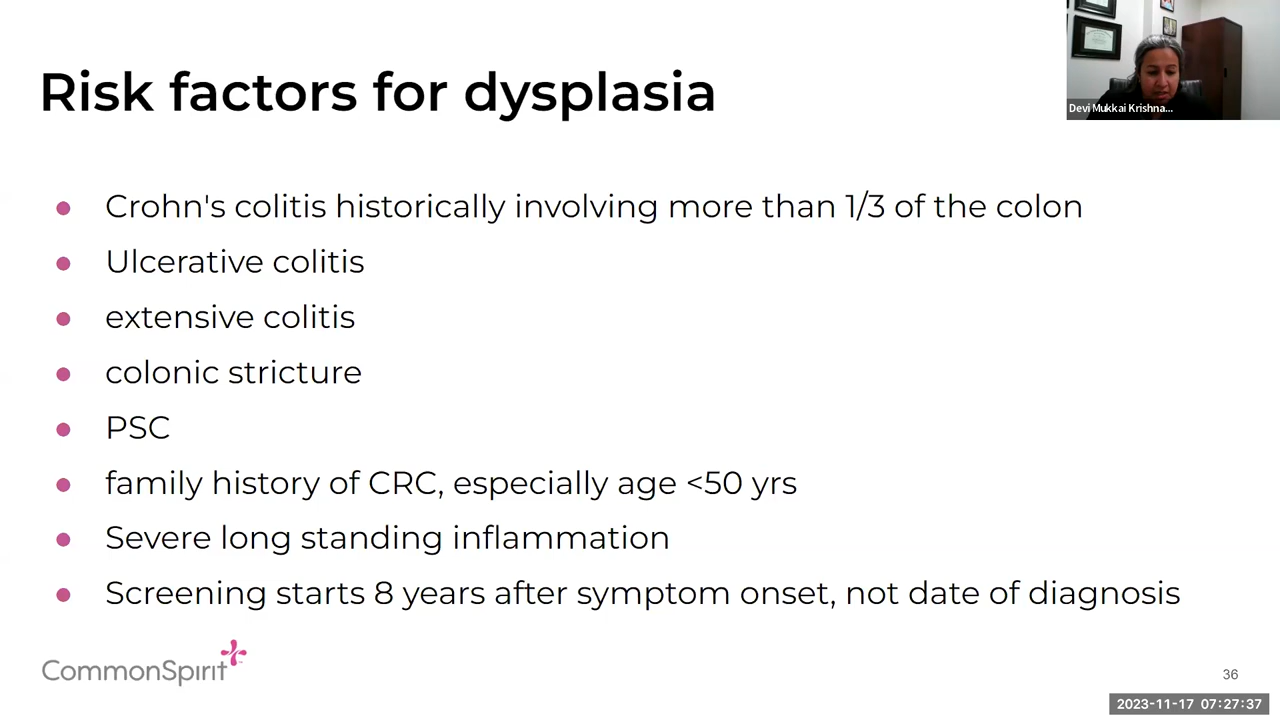 Risk factors for dysplasia
Devi Mukkai Krishna...
● Crohn's colitis historically involving more than 1/3 of the colon
● Ulcerative colitis
● extensive colitis
● colonic stricture
● PSC
● family history of CRC, especially age <50 yrs
● Severe long standing inflammation
● Screening starts 8 years after symptom onset, not date of diagnosis
CommonSpirit™
36
2023-11-17 07:27:37